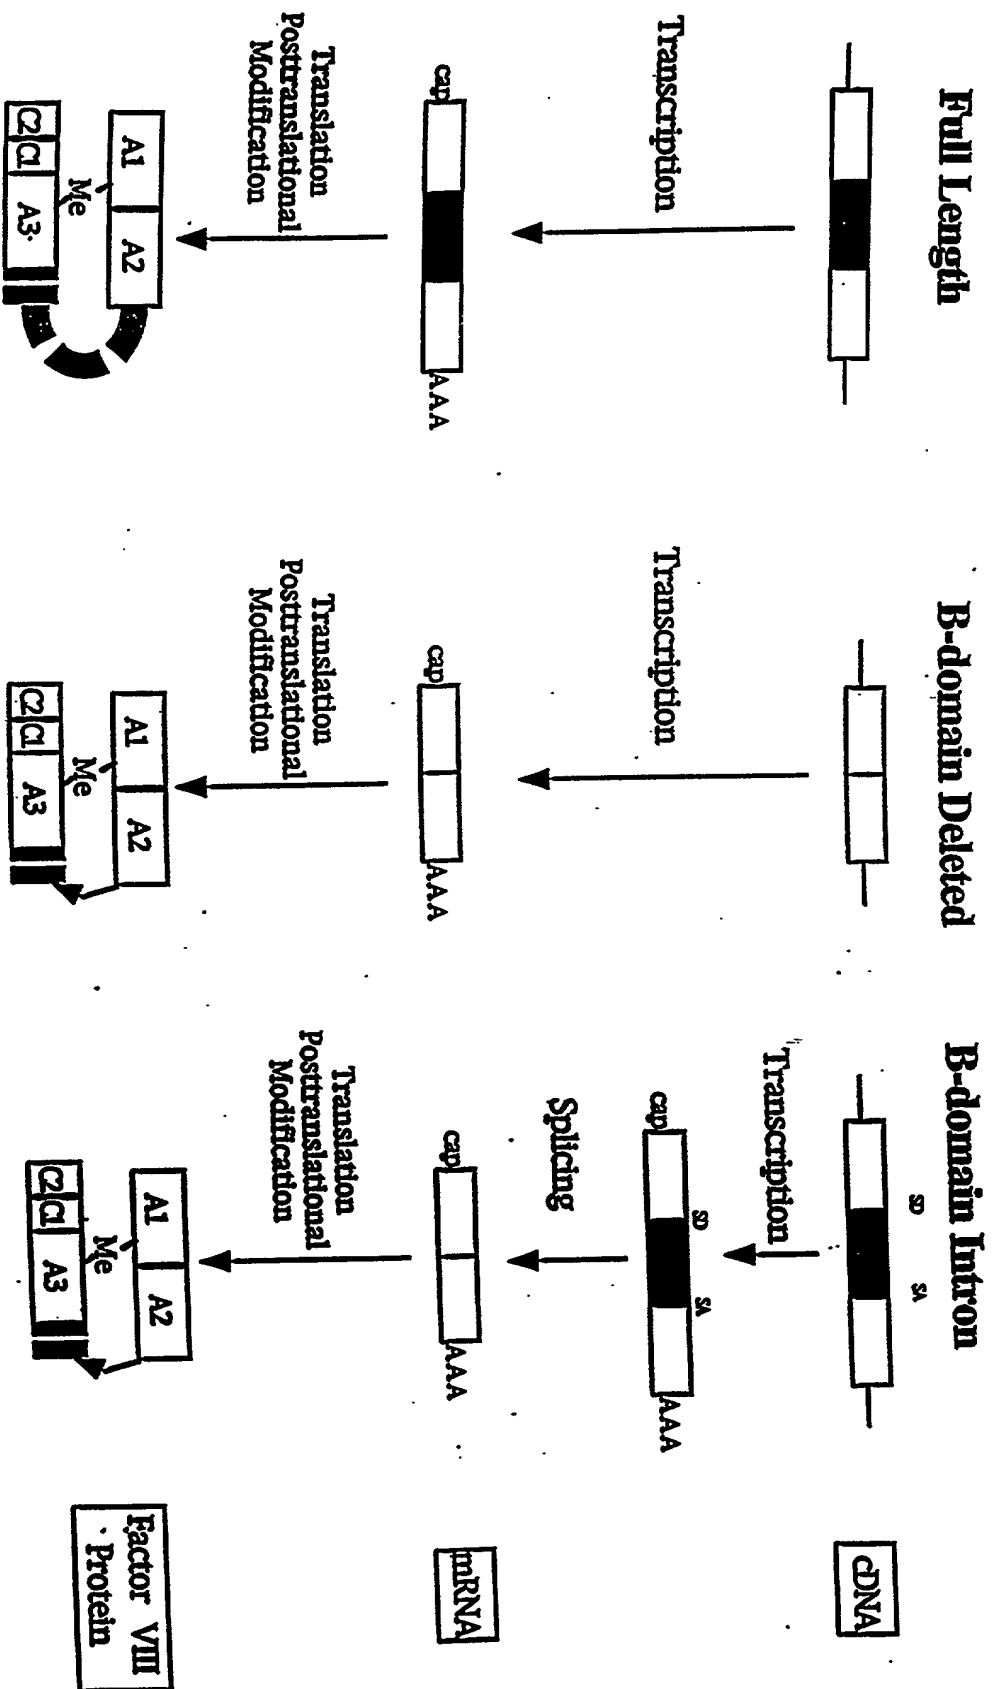 Full Length
B-domain Deleted
B-domain Intron
SD
SA
cDNA
Transcription
Transcription
Transcription
cap
SD
SA
AAA
Splicing
cap
AAA
cap
AAA
cap
AAA
mRNA
Translation
Posttranslational
Modification
Translation
Posttranslational
Modification
Translation
Posttranslational
Modification
A1
A2
Me
C2
C1
A3
A1
A2
Me
C2
C1
A3
A1
A2
Me
C2
C1
A3
Factor VIII
Protein